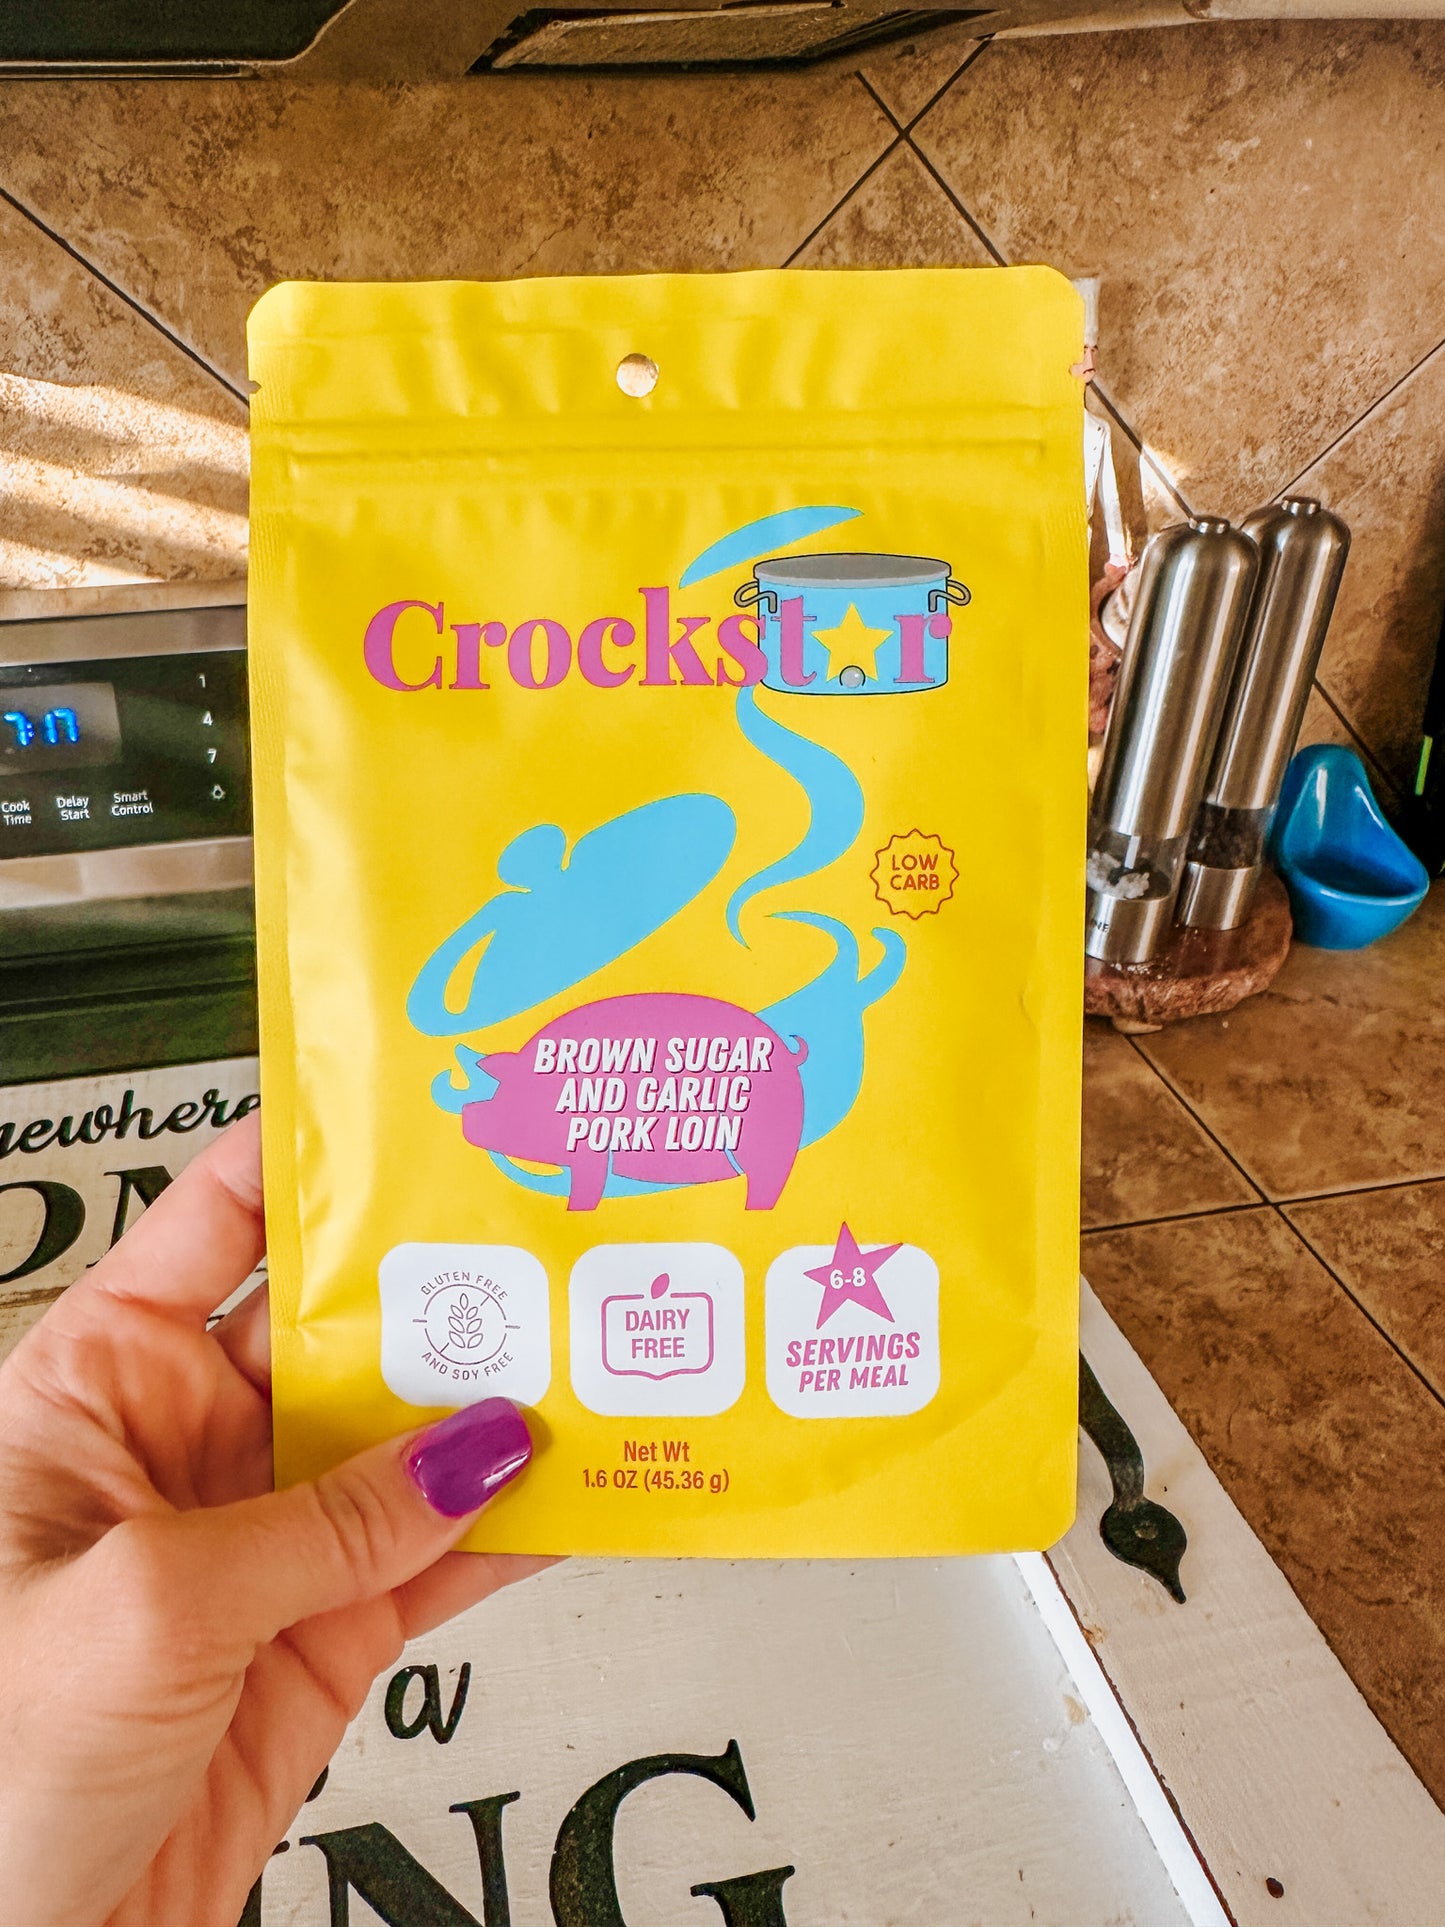 Crockstar
LOW
CARB
BROWN SUGAR
AND GARLIC
PORK LOIN
GLUTEN FREE
AND SOY FREE
DAIRY
FREE
6-8
SERVINGS
PER MEAL
Net Wt
1.6 OZ (45.36 g)
7:17
1
4
7
Cook
Time
Delay
Start
Smart
Control
a